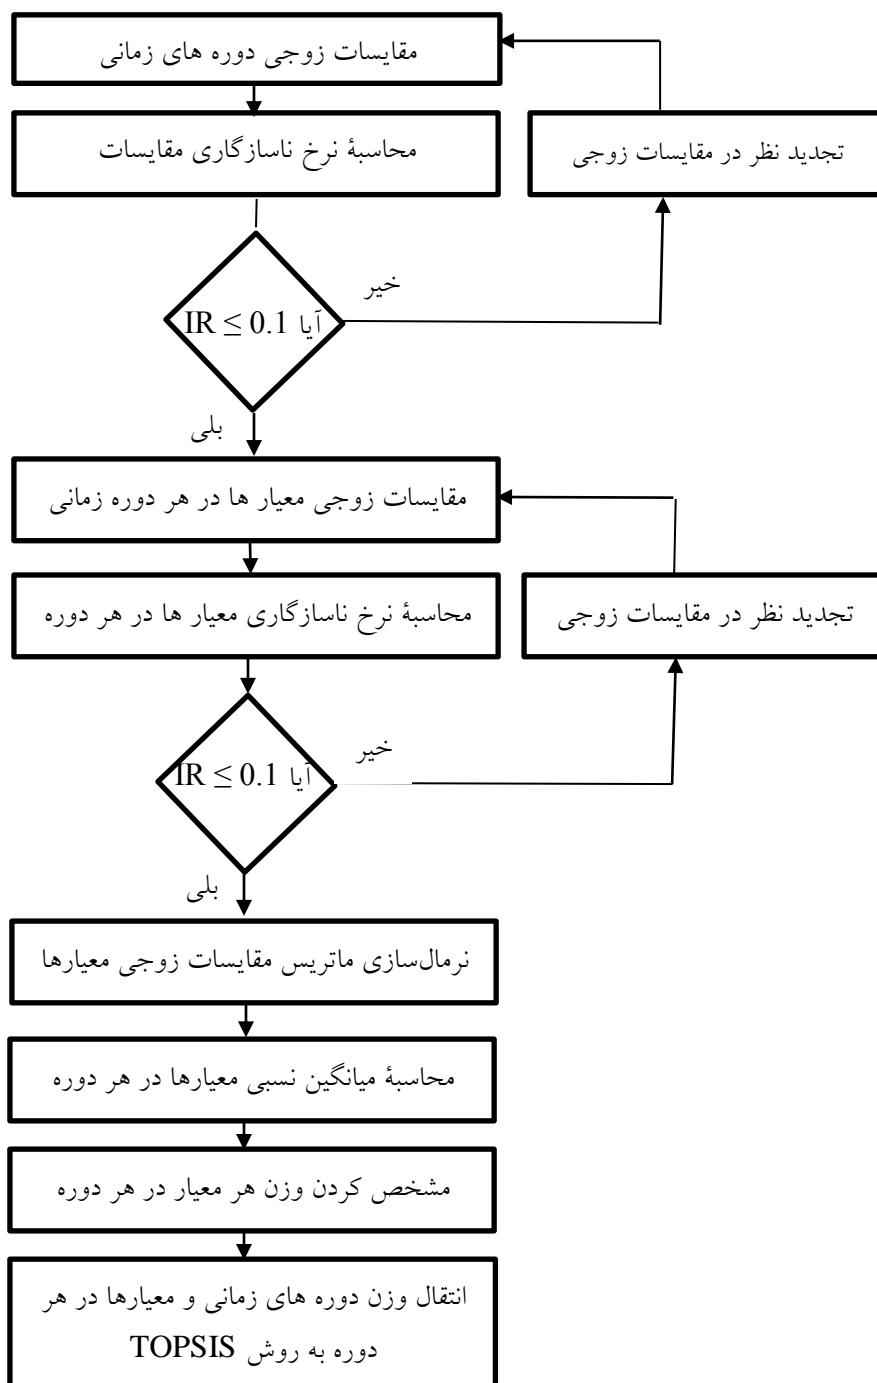 مقایسات زوجی دوره های زمانی
محاسبۀ نرخ ناسازگاری مقایسات
تجدید نظر در مقایسات زوجی
خیر
آیا IR ≤ 0.1
بلی
مقایسات زوجی معیار ها در هر دوره زمانی
محاسبۀ نرخ ناسازگاری معیار ها در هر دوره
تجدید نظر در مقایسات زوجی
خیر
آیا IR ≤ 0.1
بلی
نرمال‌سازی ماتریس مقایسات زوجی معیارها
محاسبۀ میانگین نسبی معیارها در هر دوره
مشخص کردن وزن هر معیار در هر دوره
انتقال وزن دوره های زمانی و معیارها در هر
دوره به روش TOPSIS